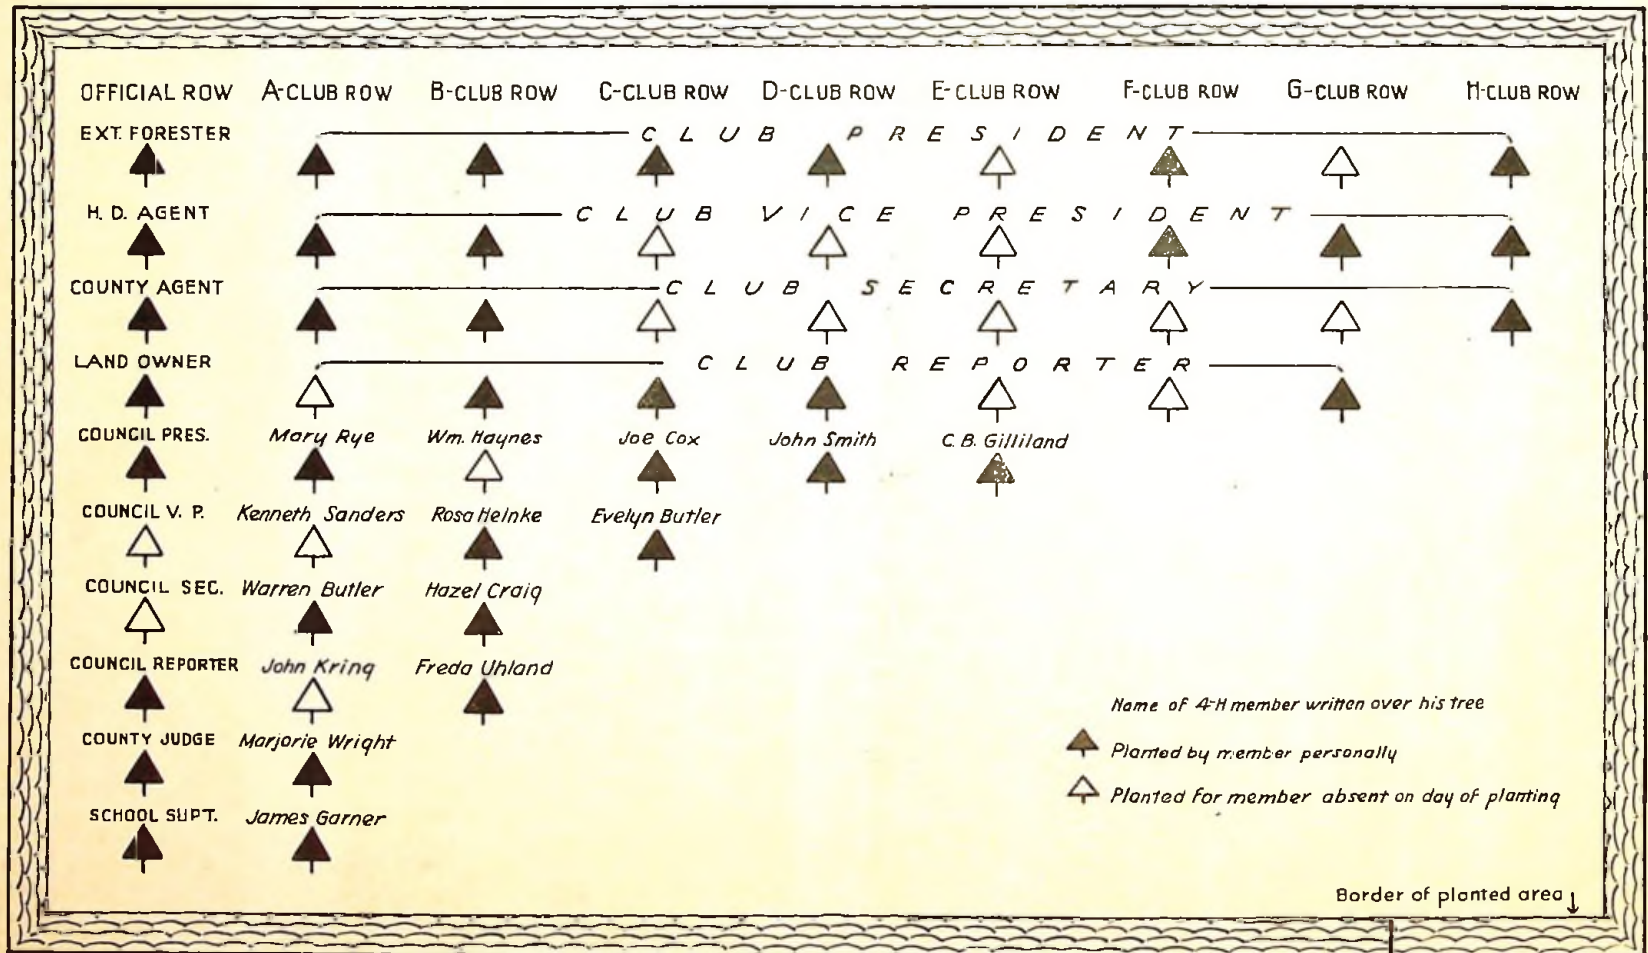 OFFICIAL ROW A-CLUB ROW B-CLUB ROW C-CLUB ROW D-CLUB ROW E-CLUB ROW F-CLUB ROW G-CLUB ROW H-CLUB ROW
EXT. FORESTER CLUB PRESIDENT
H. D. AGENT CLUB VICE PRESIDENT
COUNTY AGENT CLUB SECRETARY
LAND OWNER CLUB REPORTER
COUNCIL PRES. Mary Rye Wm. Haynes Joe Cox John Smith C. B. Gilliland
COUNCIL V. P. Kenneth Sanders Rosa Heinke Evelyn Butler
COUNCIL SEC. Warren Butler Hazel Craig
COUNCIL REPORTER John Kring Freda Uhland
COUNTY JUDGE Marjorie Wright
SCHOOL SUPT. James Garner
Name of 4-H member written over his tree
Planted by member personally
Planted for member absent on day of planting
Border of planted area